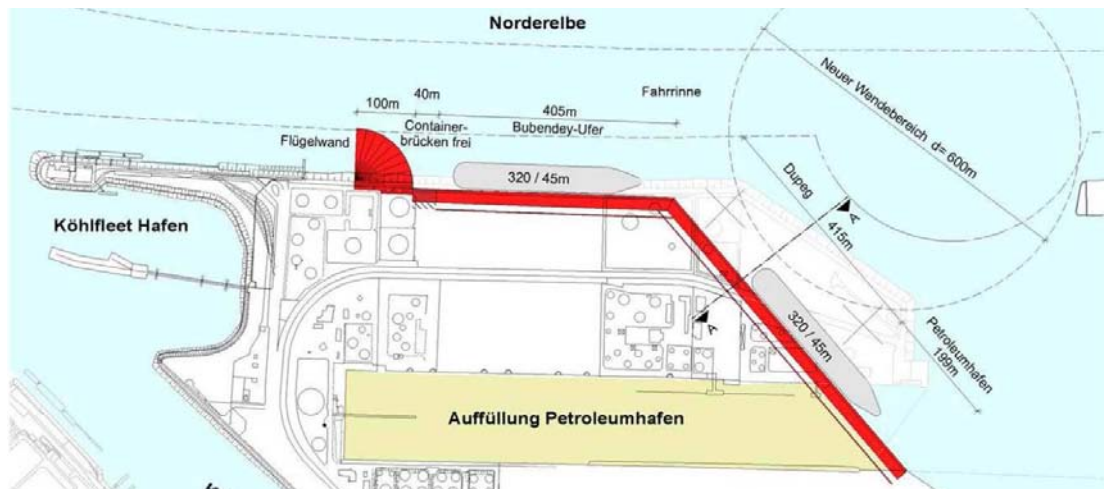 Norderelbe
Neuer Wendebereich d= 600m
Fahrrinne
40m
100m
405m
Container-
brücken frei
Bubendey-Ufer
Flügelwand
320 / 45m
Dupeg
415m
A
Köhlfleet Hafen
A
320 / 45m
Petroleumhafen
199m
Auffüllung Petroleumhafen